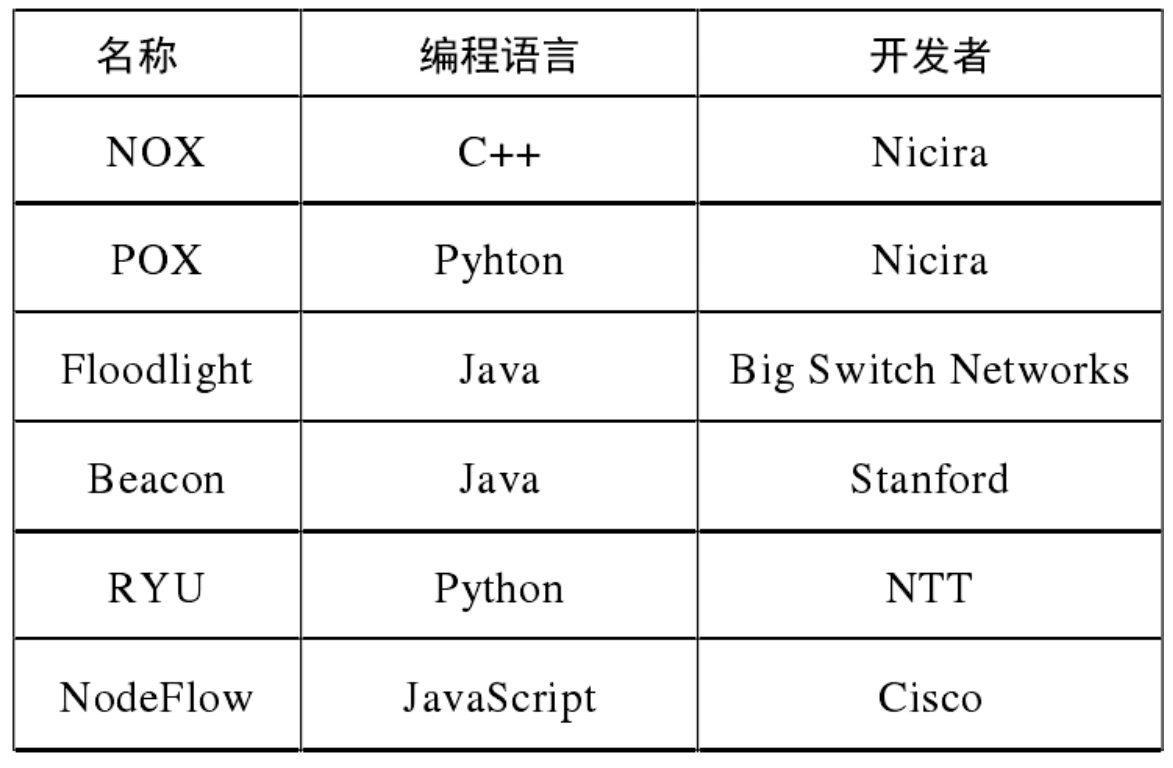 名称 编程语言 开发者
NOX C++ Nicira
POX Pyhton Nicira
Floodlight Java Big Switch Networks
Beacon Java Stanford
RYU Python NTT
NodeFlow JavaScript Cisco